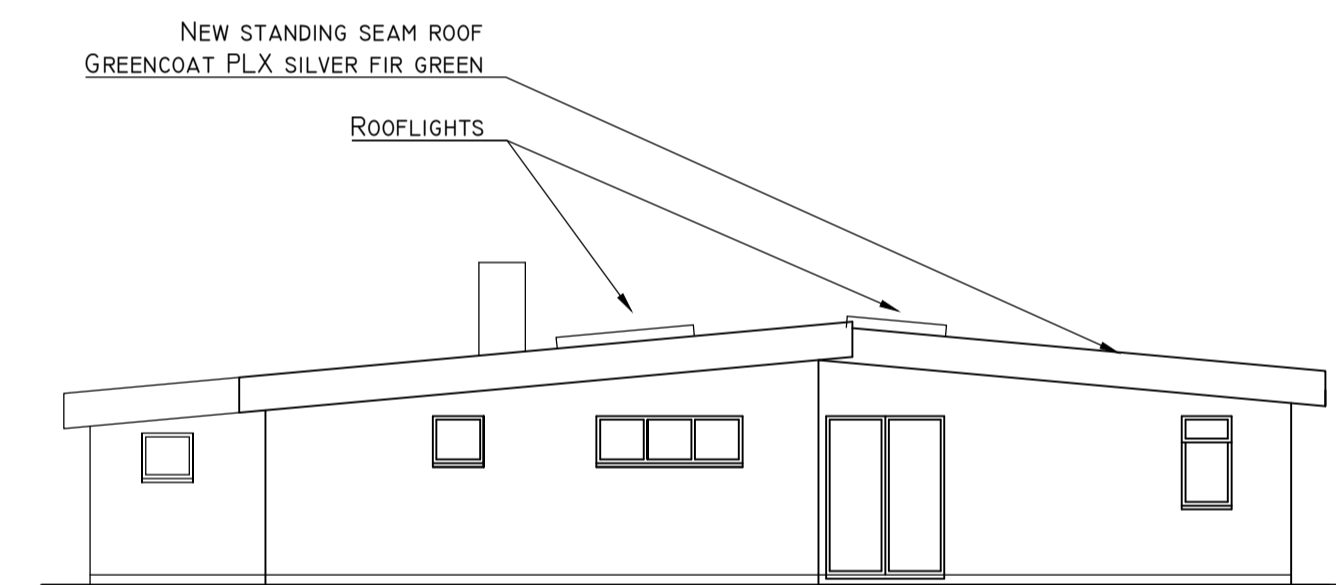 NEW STANDING SEAM ROOF
GREENCOAT PLX SILVER FIR GREEN
ROOFLIGHTS